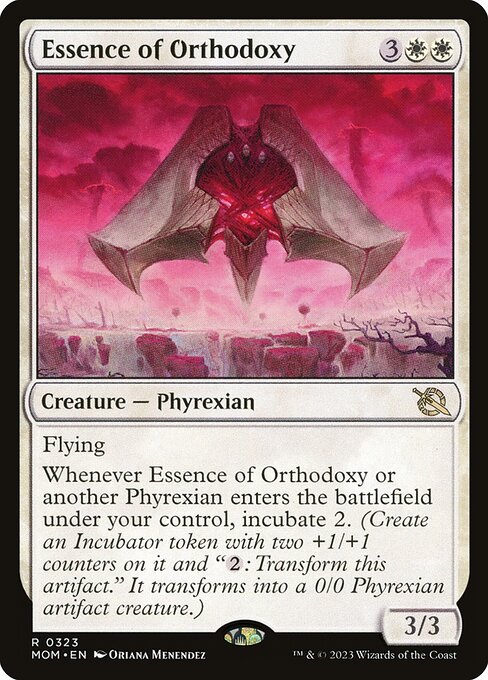 Essence of Orthodoxy 3
Creature — Phyrexian
Flying
Whenever Essence of Orthodoxy or
another Phyrexian enters the battlefield
under your control, incubate 2. (Create
an Incubator token with two +1/+1
counters on it and “2: Transform this
artifact.” It transforms into a 0/0 Phyrexian
artifact creature.)
3/3
R 0323
MOM • EN Oriana Menendez
™ & © 2023 Wizards of the Coast